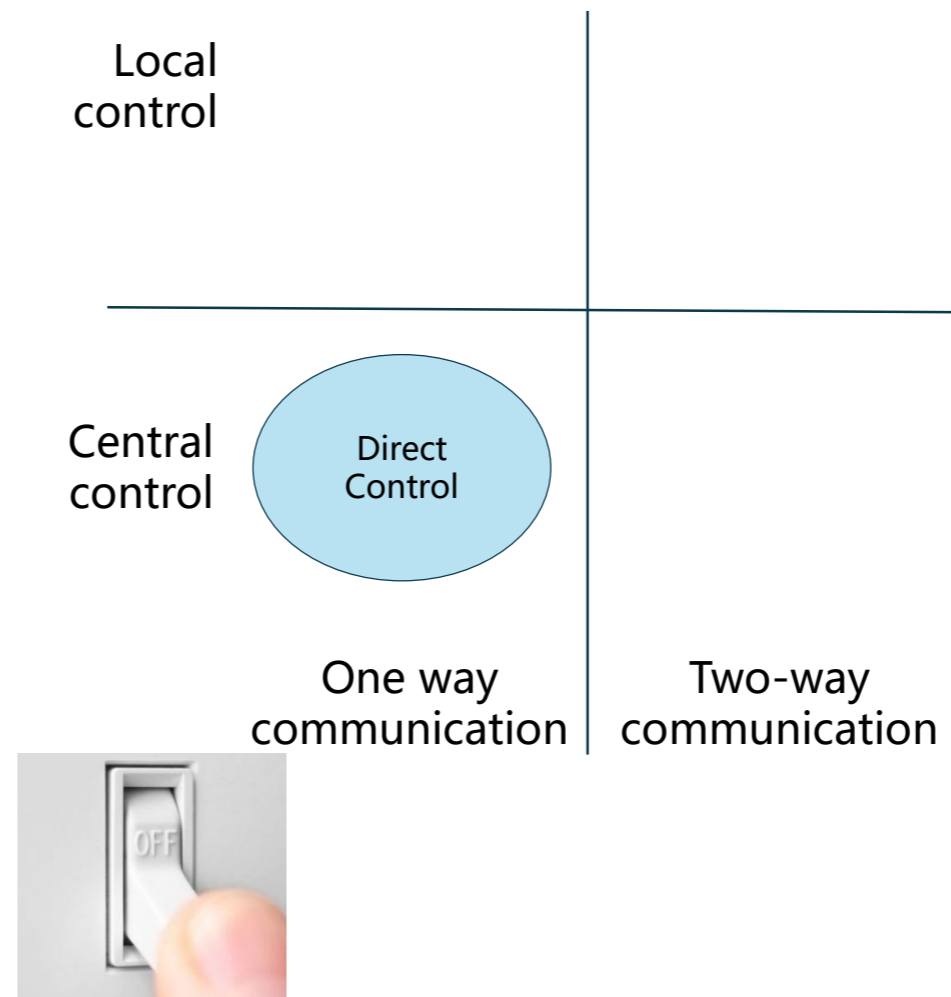 Local
control
Central
control
Direct
Control
One way
communication
Two-way
communication
OFF